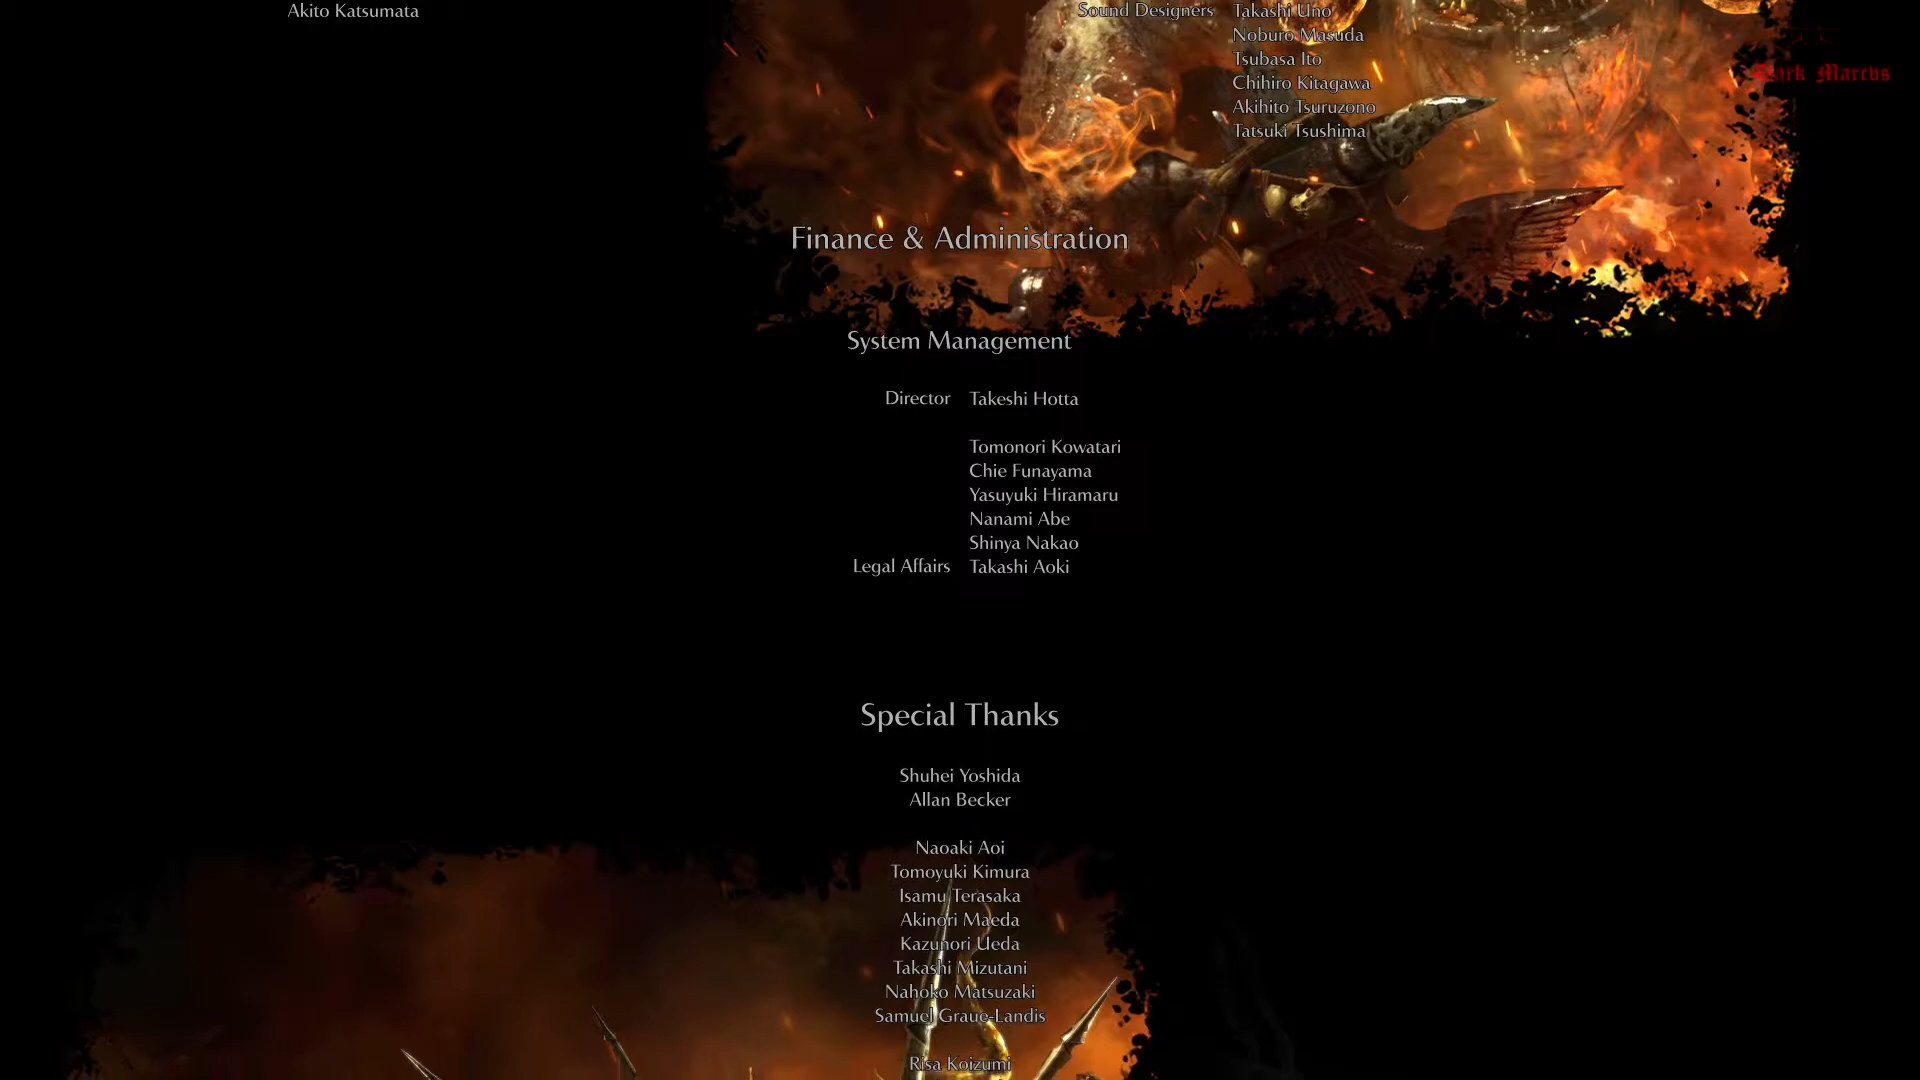 Akito Katsumata
Sound Designers Takashi Uno
Noburo Masuda
Tsubasa Ito
Chihiro Kitagawa
Akihito Tsuruzono
Tatsuki Tsushima
Dark Marcus
Finance & Administration
System Management
Director Takeshi Hotta
Tomonori Kowatari
Chie Funayama
Yasuyuki Hiramaru
Nanami Abe
Shinya Nakao
Legal Affairs Takashi Aoki
Special Thanks
Shuhei Yoshida
Allan Becker
Naoaki Aoi
Tomoyuki Kimura
Isamu Terasaka
Akinori Maeda
Kazunori Ueda
Takashi Mizutani
Nahoko Matsuzaki
Samuel Graue-Landis
Risa Koizumi